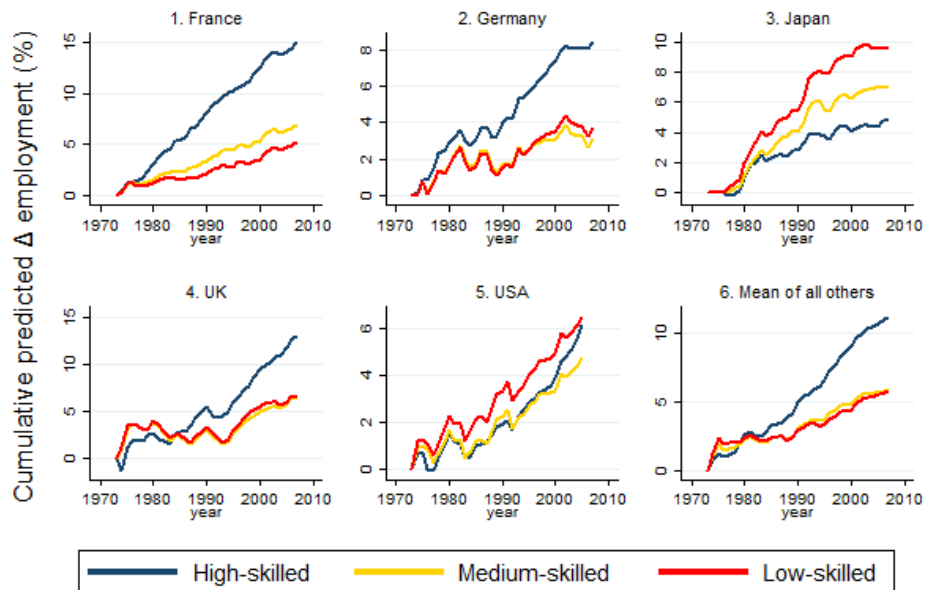 Cumulative predicted Δ employment (%)
1. France
15
10
5
0
1970 1980 1990 2000 2010
year
2. Germany
8
6
4
2
0
1970 1980 1990 2000 2010
year
3. Japan
10
8
6
4
2
0
1970 1980 1990 2000 2010
year
4. UK
15
10
5
0
1970 1980 1990 2000 2010
year
5. USA
6
4
2
0
1970 1980 1990 2000 2010
year
6. Mean of all others
10
5
0
1970 1980 1990 2000 2010
year
High-skilled Medium-skilled Low-skilled